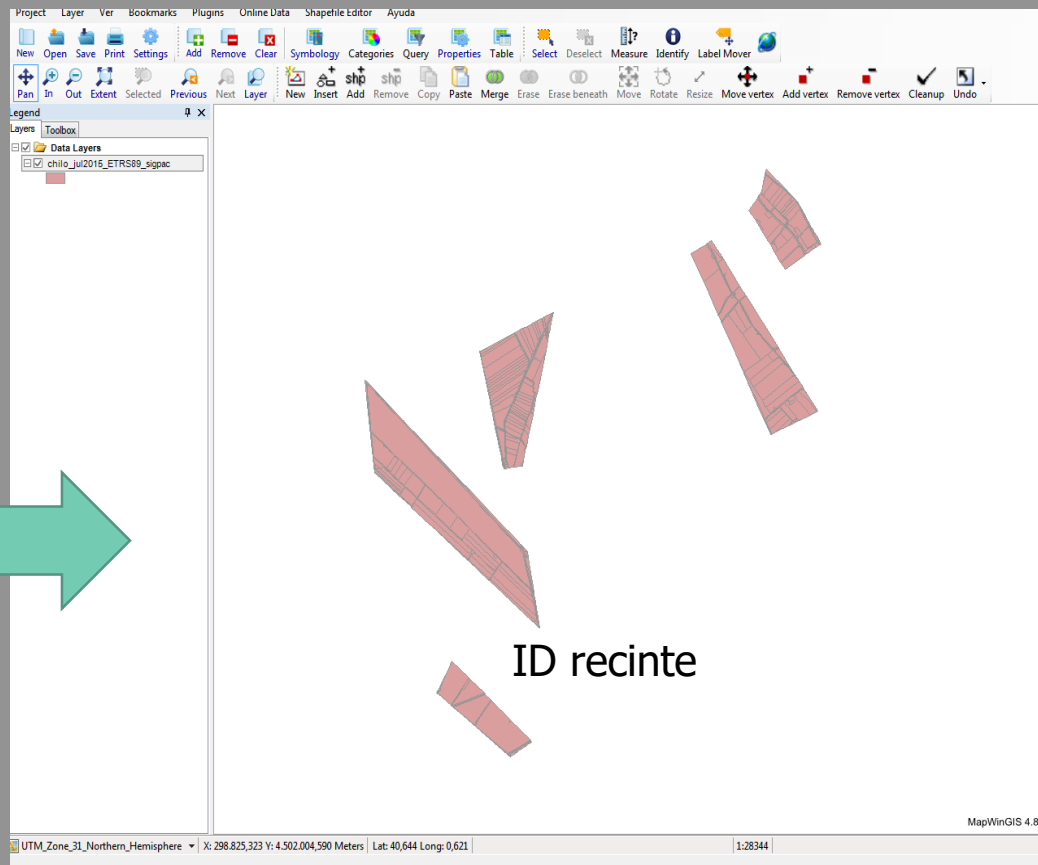 Project Layer Ver Bookmarks Plugins Online Data Shapefile Editor Ayuda
New Open Save Print Settings Add Remove Clear Symbology Categories Query Properties Table Select Deselect Measure Identify Label Mover
shp shp
Pan In Out Extent Selected Previous Next Layer New Insert Add Remove Copy Paste Merge Erase Erase beneath Move Rotate Resize Move vertex Add vertex Remove vertex Cleanup Undo
Legend
Layers Toolbox
Data Layers
chilo_jul2015_ETRS89_sigpac
ID recinte
MapWinGIS 4.8
UTM_Zone_31_Northern_Hemisphere X: 298.825,323 Y: 4.502.004,590 Meters Lat: 40,644 Long: 0,621 1:28344